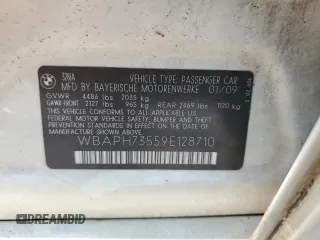 BMW
328i VEHICLE TYPE: PASSENGER CAR
MFD BY BAYERISCHE MOTORENWERKE 01/09
GVWR 4486 lbs 2035 kg
GAWR FRONT 2127 lbs 965 kg REAR 2469 lbs 1120 kg
THIS VEHICLE CONFORMS TO ALL APPLICABLE
FEDERAL MOTOR VEHICLE SAFETY, BUMPER AND THEFT
PREVENTION STANDARDS IN EFFECT ON THE DATE OF
MANUFACTURE SHOWN ABOVE.
WBAPH73559E128710
DREAMBID